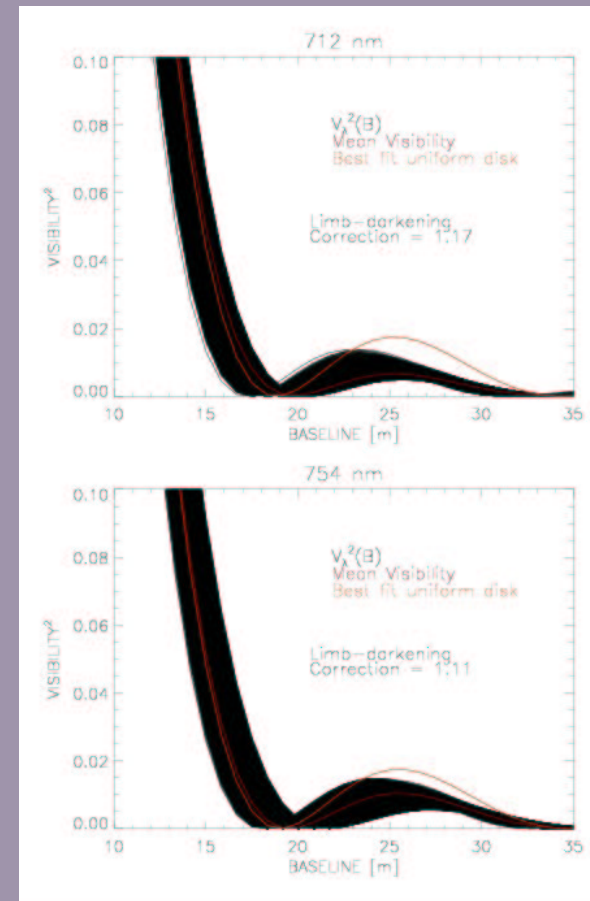 712 nm
0.10
0.08
0.06
0.04
0.02
0.00
VISIBILITY²
Vλ²(B)
Mean Visibility
Best fit uniform disk
Limb-darkening
Correction = 1.17
10 15 20 25 30 35
BASELINE [m]
754 nm
0.10
0.08
0.06
0.04
0.02
0.00
VISIBILITY²
Vλ²(B)
Mean Visibility
Best fit uniform disk
Limb-darkening
Correction = 1.11
10 15 20 25 30 35
BASELINE [m]